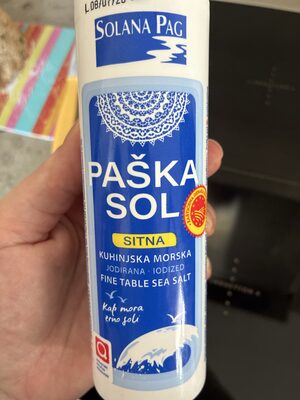 SOLANA PAG
PAŠKA
SOL
SITNA
KUHINJSKA MORSKA
JODIRANA · IODIZED
FINE TABLE SEA SALT
Kap mora
zrno soli